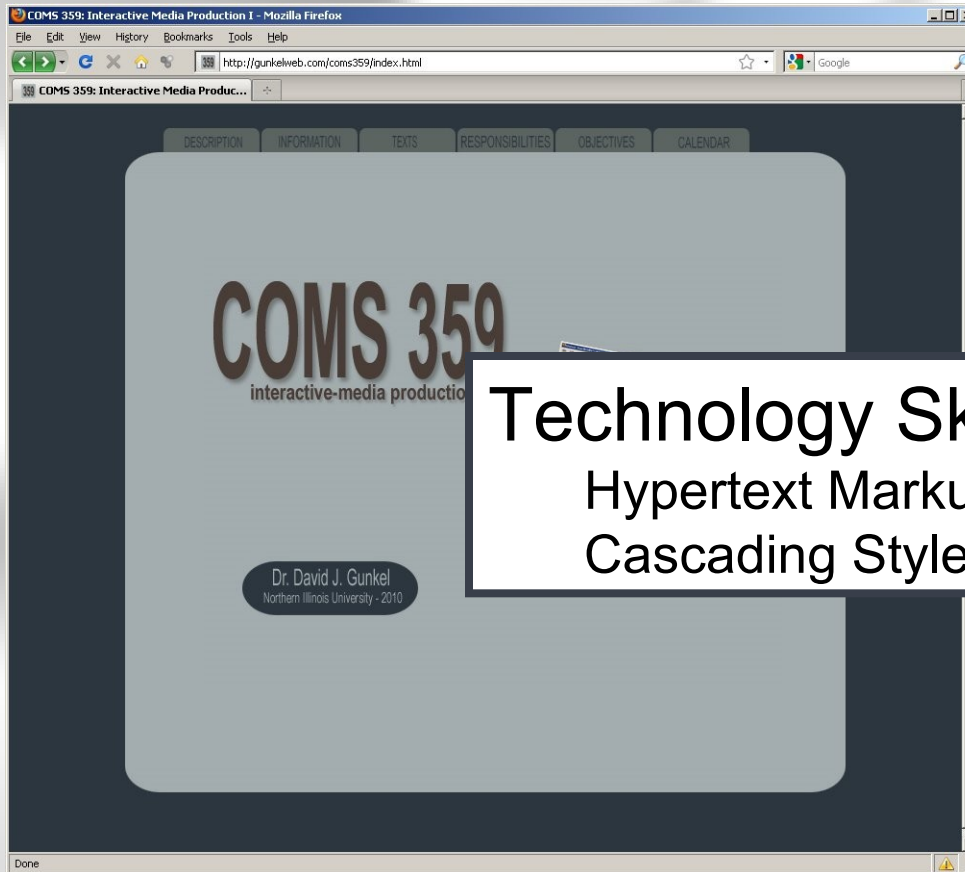 COMS 359: Interactive Media Production I - Mozilla Firefox
File Edit View History Bookmarks Tools Help
359 http://gunkelweb.com/coms359/index.html Google
359 COMS 359: Interactive Media Produc...
DESCRIPTION INFORMATION TEXTS RESPONSIBILITIES OBJECTIVES CALENDAR
COMS 359
interactive-media productio
Technology Sk
Hypertext Marku
Cascading Style
Dr. David J. Gunkel
Northern Illinois University - 2010
Done